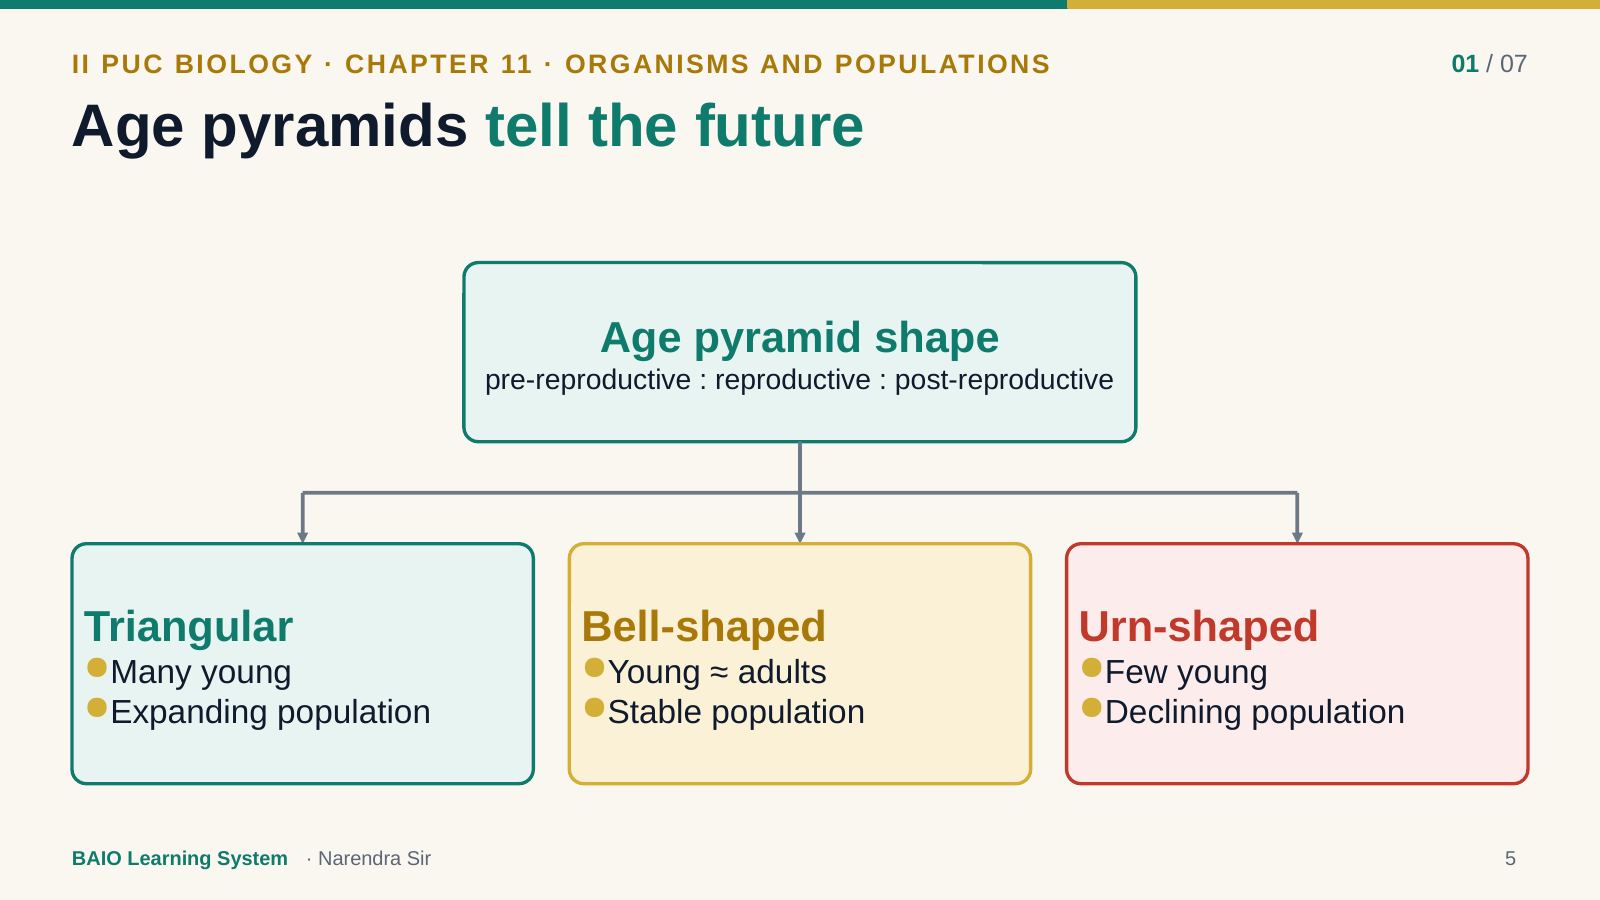 II PUC BIOLOGY · CHAPTER 11 · ORGANISMS AND POPULATIONS
01 / 07
Age pyramids tell the future
Age pyramid shape
pre-reproductive : reproductive : post-reproductive
Triangular
Many young
Expanding population
Bell-shaped
Young ≈ adults
Stable population
Urn-shaped
Few young
Declining population
BAIO Learning System · Narendra Sir
5